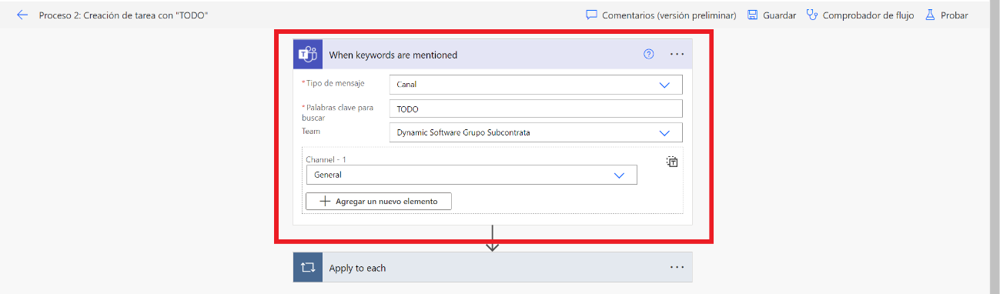 Proceso 2: Creación de tarea con "TODO"
Comentarios (versión preliminar) Guardar Comprobador de flujo Probar
When keywords are mentioned
*Tipo de mensaje Canal
*Palabras clave para
buscar
TODO
Team Dynamic Software Grupo Subcontrata
Channel - 1
General
Agregar un nuevo elemento
Apply to each